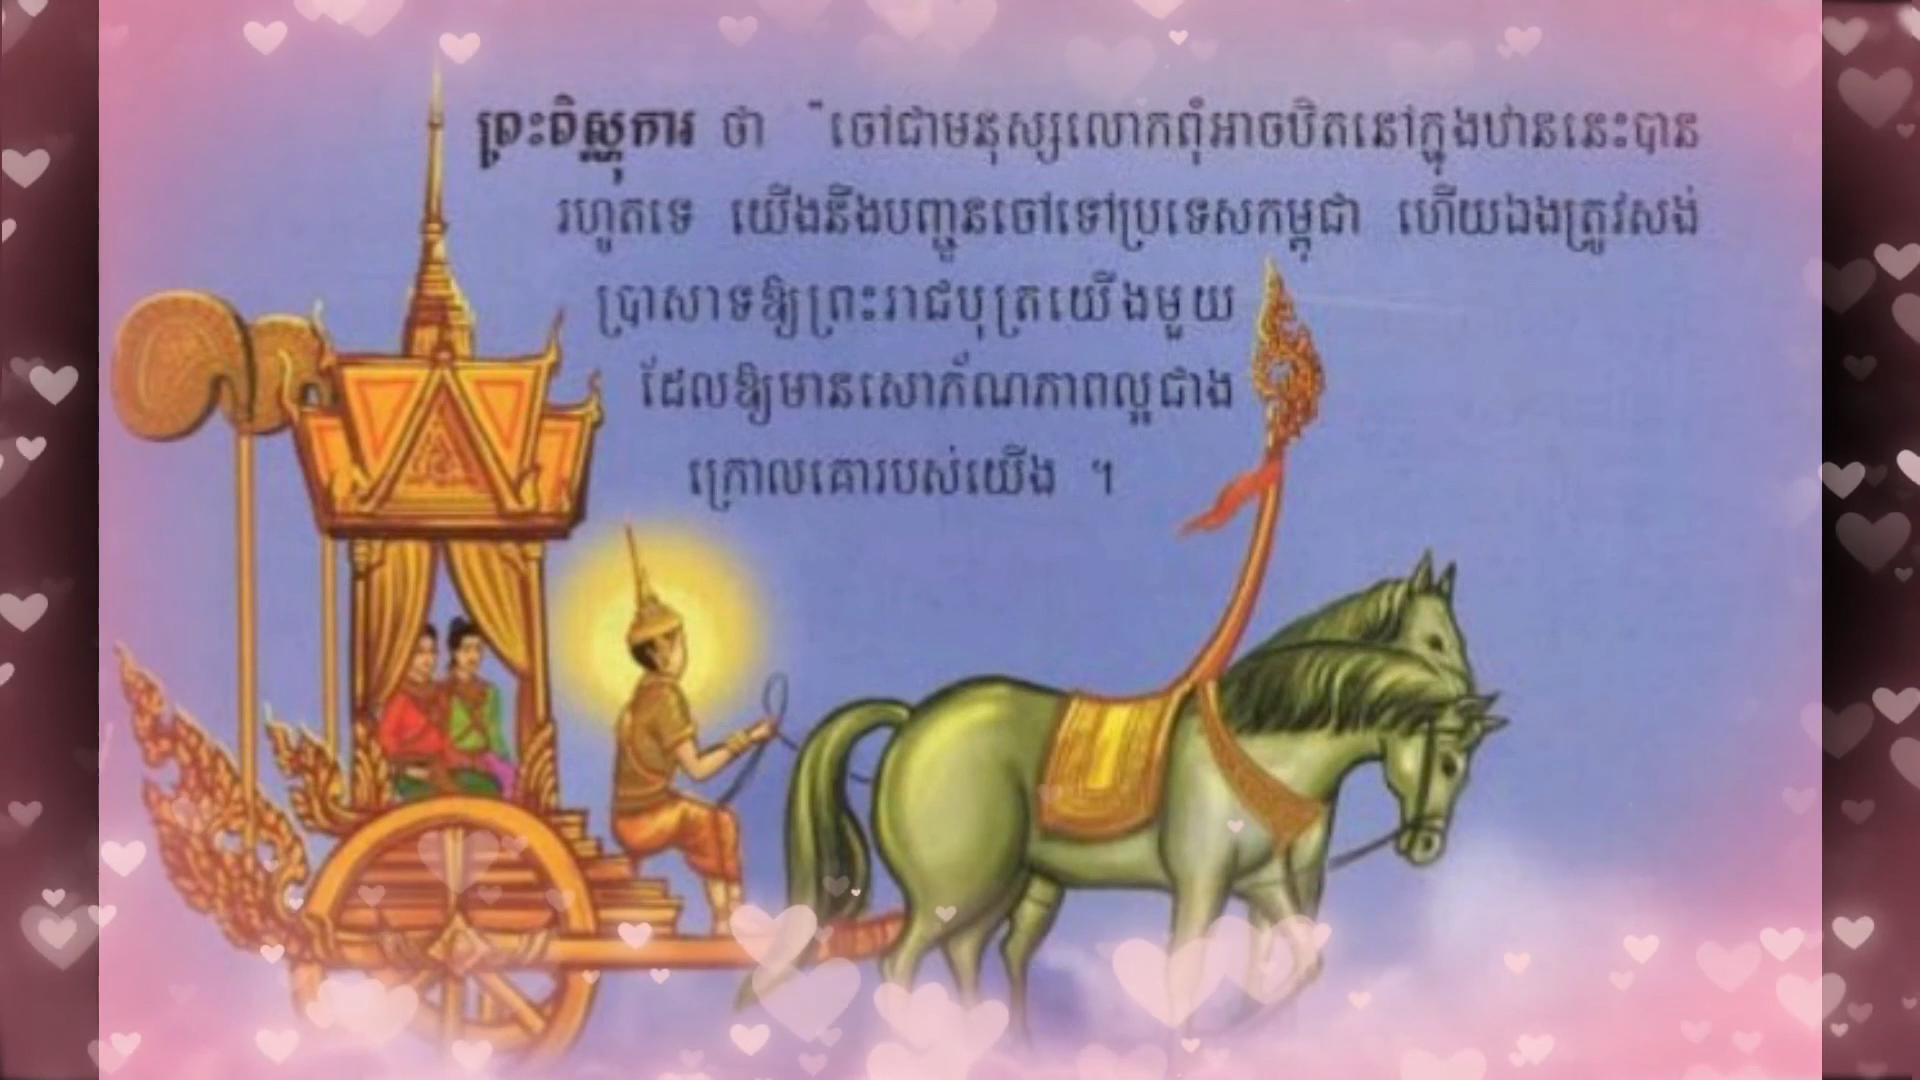 ព្រះពិស្ណុការ ថា "ចៅជាមនុស្សលោកពុំអាចឋិតនៅក្នុងឋាននេះបាន
រហូតទេ យើងនឹងបញ្ជូនចៅទៅប្រទេសកម្ពុជា ហើយឯងត្រូវសង់
ប្រាសាទឱ្យព្រះរាជបុត្រយើងមួយ
ដែលឱ្យមានសោភ័ណភាពល្អជាង
ក្រោលគោរបស់យើង ។